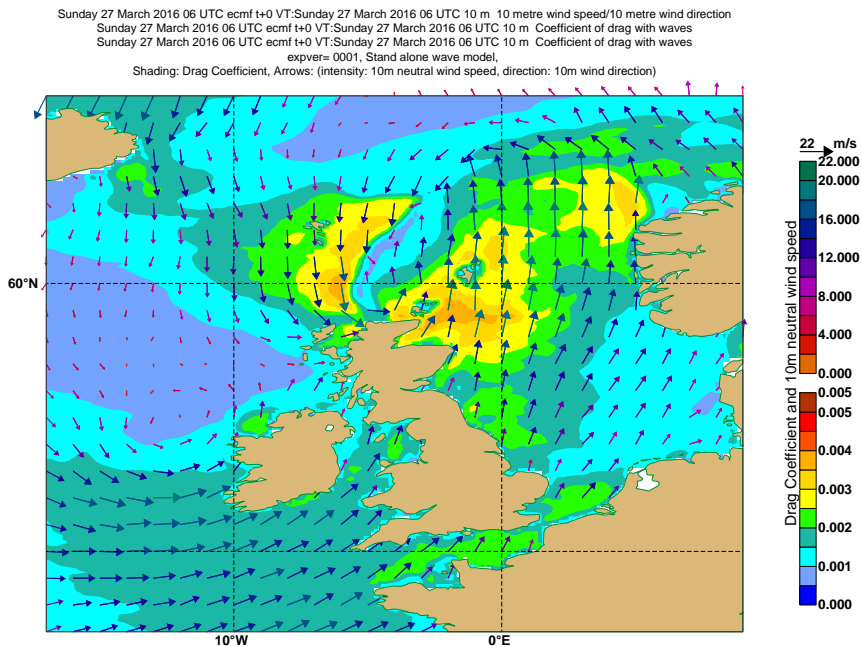 Sunday 27 March 2016 06 UTC ecmf t+0 VT:Sunday 27 March 2016 06 UTC 10 m 10 metre wind speed/10 metre wind direction
Sunday 27 March 2016 06 UTC ecmf t+0 VT:Sunday 27 March 2016 06 UTC 10 m Coefficient of drag with waves
Sunday 27 March 2016 06 UTC ecmf t+0 VT:Sunday 27 March 2016 06 UTC 10 m Coefficient of drag with waves
expver= 0001, Stand alone wave model,
Shading: Drag Coefficient, Arrows: (intensity: 10m neutral wind speed, direction: 10m wind direction)
22 m/s
22.000
20.000
16.000
12.000
8.000
4.000
0.000
0.005
0.005
0.004
0.003
0.002
0.001
0.000
Drag Coefficient and 10m neutral wind speed
60°N
10°W
0°E